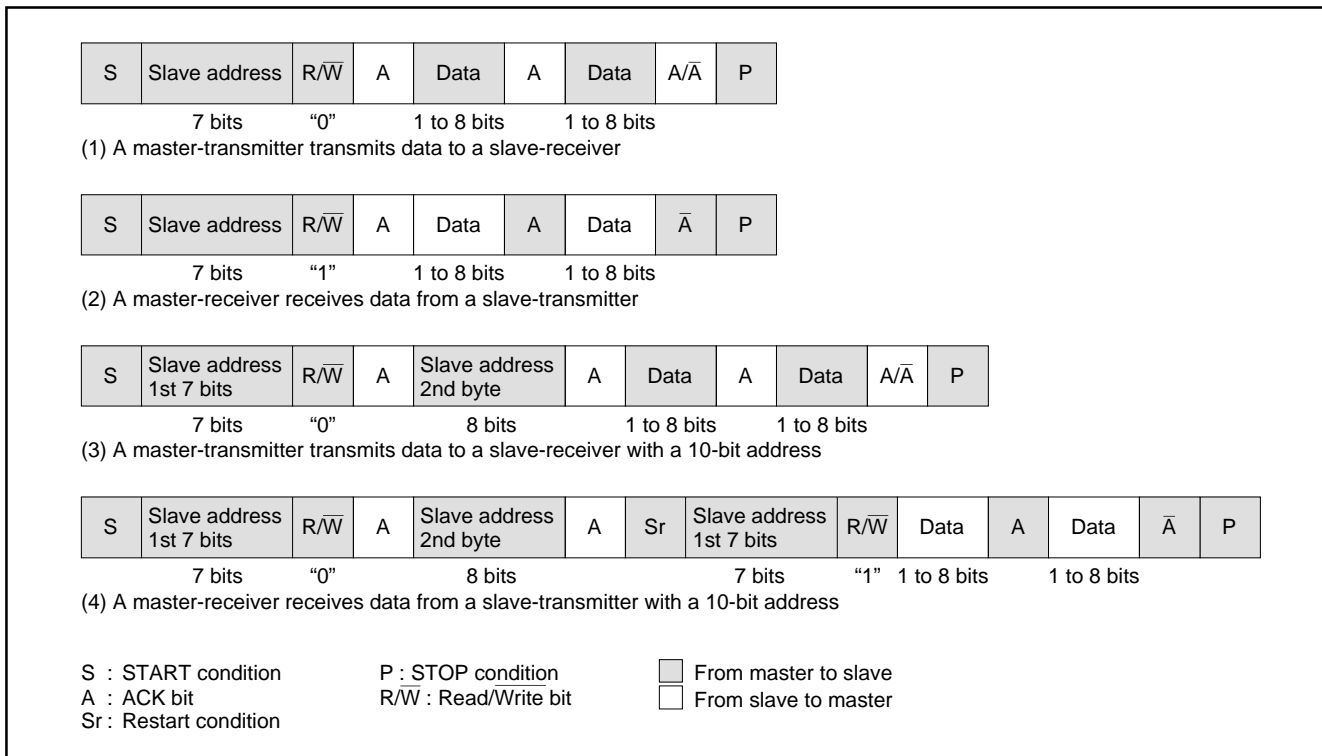 S Slave address R/W̅ A Data A Data A/A̅ P
7 bits “0” 1 to 8 bits 1 to 8 bits
(1) A master-transmitter transmits data to a slave-receiver
S Slave address R/W̅ A Data A Data A̅ P
7 bits “1” 1 to 8 bits 1 to 8 bits
(2) A master-receiver receives data from a slave-transmitter
S Slave address 1st 7 bits R/W̅ A Slave address 2nd byte A Data A Data A/A̅ P
7 bits “0” 8 bits 1 to 8 bits 1 to 8 bits
(3) A master-transmitter transmits data to a slave-receiver with a 10-bit address
S Slave address 1st 7 bits R/W̅ A Slave address 2nd byte A Sr Slave address 1st 7 bits R/W̅ Data A Data A̅ P
7 bits “0” 8 bits 7 bits “1” 1 to 8 bits 1 to 8 bits
(4) A master-receiver receives data from a slave-transmitter with a 10-bit address
S : START condition P : STOP condition From master to slave
A : ACK bit R/W̅ : Read/W̅r̅i̅t̅e̅ bit From slave to master
Sr : Restart condition